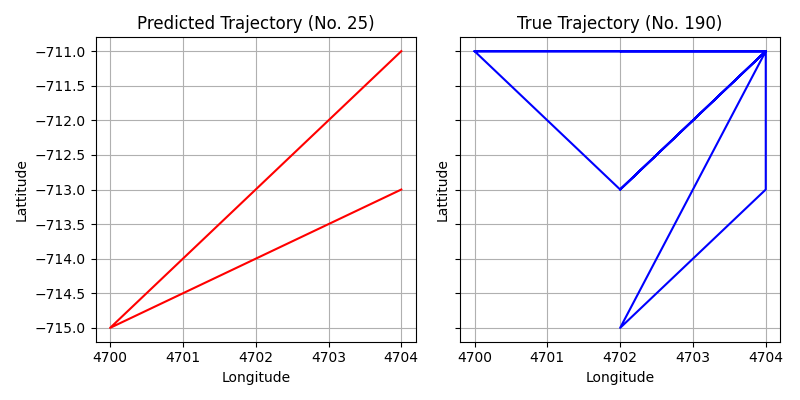 Predicted Trajectory (No. 25)
True Trajectory (No. 190)
Lattitude
−711.0
−711.5
−712.0
−712.5
−713.0
−713.5
−714.0
−714.5
−715.0
4700 4701 4702 4703 4704
Longitude
Lattitude
4700 4701 4702 4703 4704
Longitude